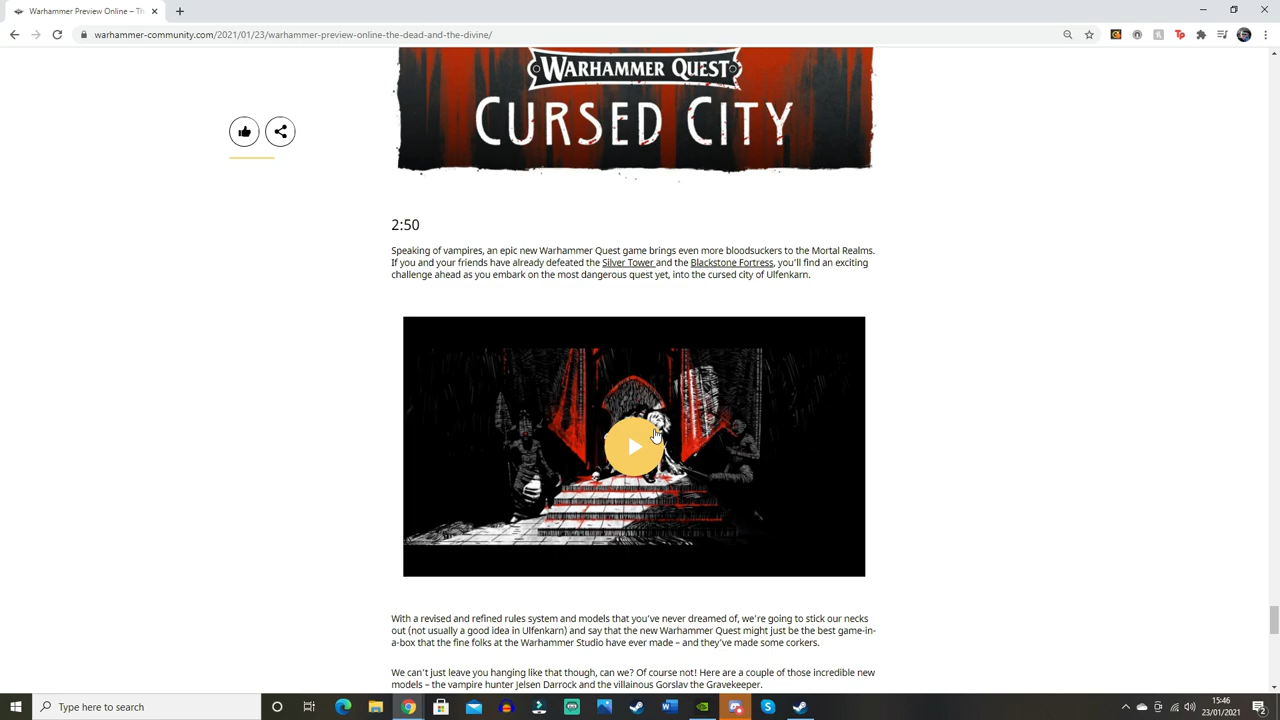 Warhammer Preview Online – Th
warhammer-community.com/2021/01/23/warhammer-preview-online-the-dead-and-the-divine/
WARHAMMER QUEST
CURSED CITY
2:50
Speaking of vampires, an epic new Warhammer Quest game brings even more bloodsuckers to the Mortal Realms.
If you and your friends have already defeated the Silver Tower and the Blackstone Fortress, you'll find an exciting
challenge ahead as you embark on the most dangerous quest yet, into the cursed city of Ulfenkarn.
With a revised and refined rules system and models that you've never dreamed of, we're going to stick our necks
out (not usually a good idea in Ulfenkarn) and say that the new Warhammer Quest might just be the best game-in-
a-box that the fine folks at the Warhammer Studio have ever made – and they've made some corkers.
We can't just leave you hanging like that though, can we? Of course not! Here are a couple of those incredible new
models – the vampire hunter Jelsen Darrock and the villainous Gorslav the Gravekeeper.
Type here to search
15:46
23/01/2021